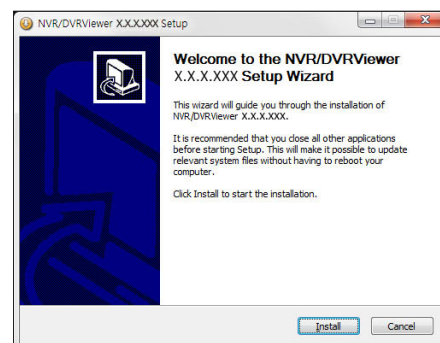 NVR/DVRViewer X.X.X.XXX Setup
Welcome to the NVR/DVRViewer
X.X.X.XXX Setup Wizard
This wizard will guide you through the installation of
NVR/DVRViewer X.X.X.XXX.
It is recommended that you close all other applications
before starting Setup. This will make it possible to update
relevant system files without having to reboot your
computer.
Click Install to start the installation.
Install
Cancel